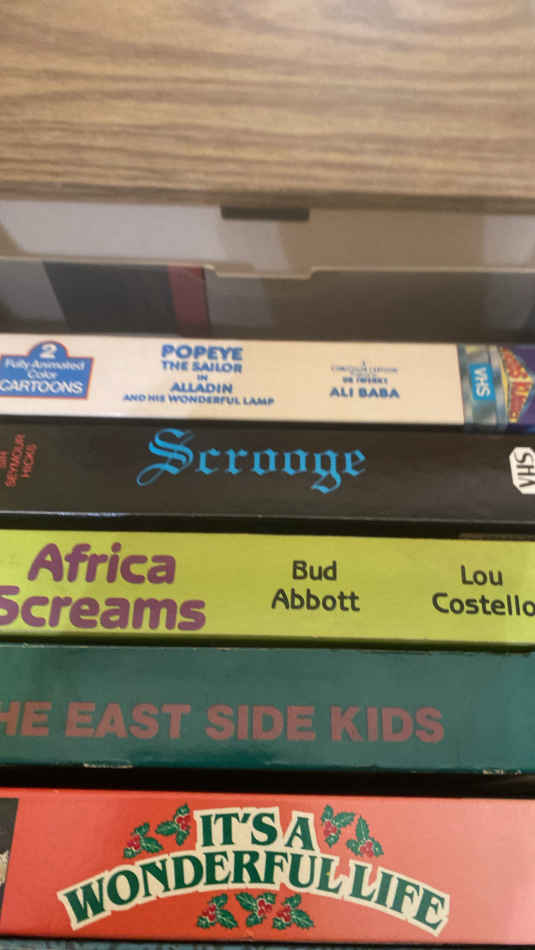 2
Fully Animated
Color
CARTOONS
POPEYE
THE SAILOR
IN
ALLADIN
AND HIS WONDERFUL LAMP
ALI BABA
VHS
SIR
SEYMOUR
HICKS
Scrooge
VHS
Africa
Screams
Bud
Abbott
Lou
Costello
HE EAST SIDE KIDS
IT'S A
WONDERFUL LIFE